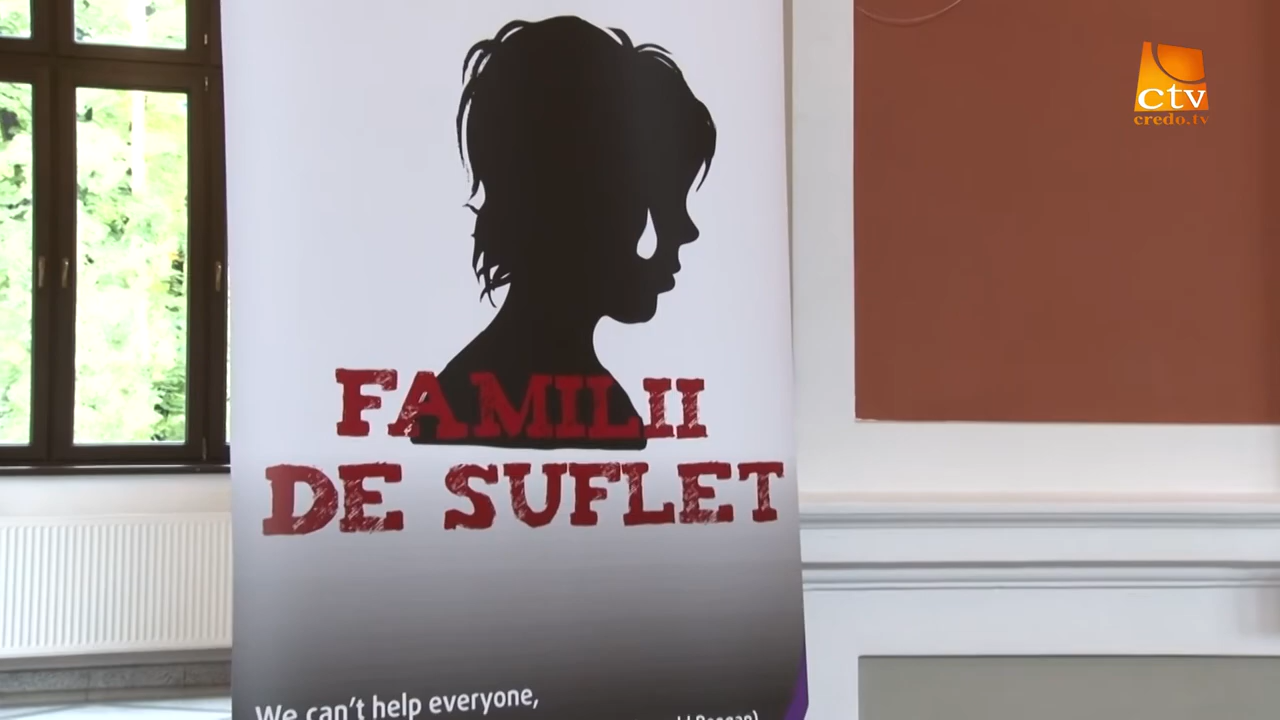 ctv
credo.tv
FAMILII
DE SUFLET
We can't help everyone,